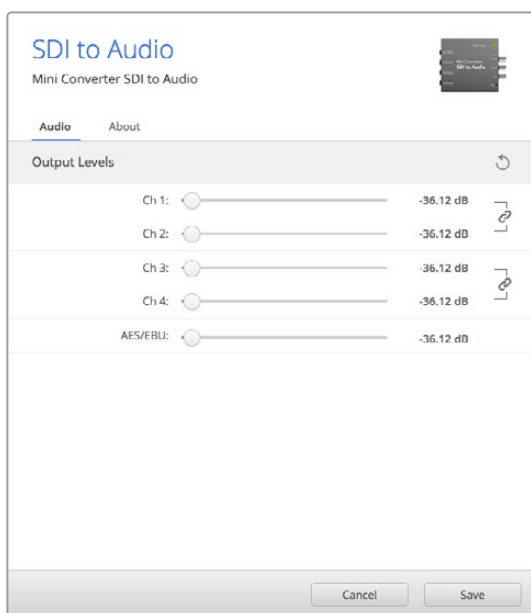 SDI to Audio
Mini Converter SDI to Audio
Audio About
Output Levels
Ch 1: -36.12 dB
Ch 2: -36.12 dB
Ch 3: -36.12 dB
Ch 4: -36.12 dB
AES/EBU: -36.12 dB
Cancel Save